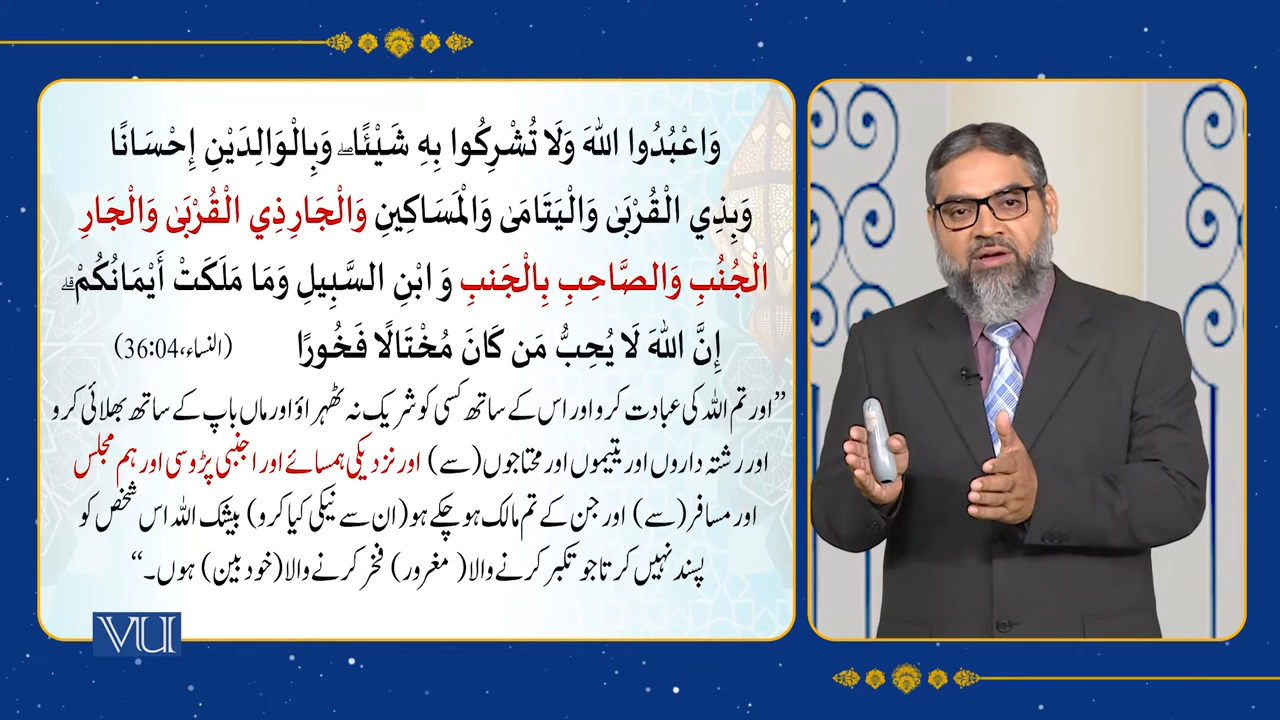 وَاعْبُدُوا اللهَ وَلَا تُشْرِكُوا بِهِ شَيْئًا ۖ وَبِالْوَالِدَيْنِ إِحْسَانًا
وَبِذِي الْقُرْبَىٰ وَالْيَتَامَىٰ وَالْمَسَاكِينِ وَالْجَارِ ذِي الْقُرْبَىٰ وَالْجَارِ
الْجُنُبِ وَالصَّاحِبِ بِالْجَنبِ وَ ابْنِ السَّبِيلِ وَمَا مَلَكَتْ أَيْمَانُكُمْ ۗ
إِنَّ اللهَ لَا يُحِبُّ مَن كَانَ مُخْتَالًا فَخُورًا (النساء،36:04)
”اور تم اللہ کی عبادت کرو اور اس کے ساتھ کسی کو شریک نہ ٹھہراؤ اور ماں باپ کے ساتھ بھلائی کرو
اور رشتہ داروں اور یتیموں اور محتاجوں (سے) اور نزدیکی ہمسائے اور اجنبی پڑوسی اور ہم مجلس
اور مسافر (سے) اور جن کے تم مالک ہو چکے ہو (ان سے نیکی کیا کرو) بیشک اللہ اس شخص کو
پسند نہیں کرتا جو تکبر کرنے والا (مغرور) فخر کرنے والا (خود بین) ہوں۔“
VU